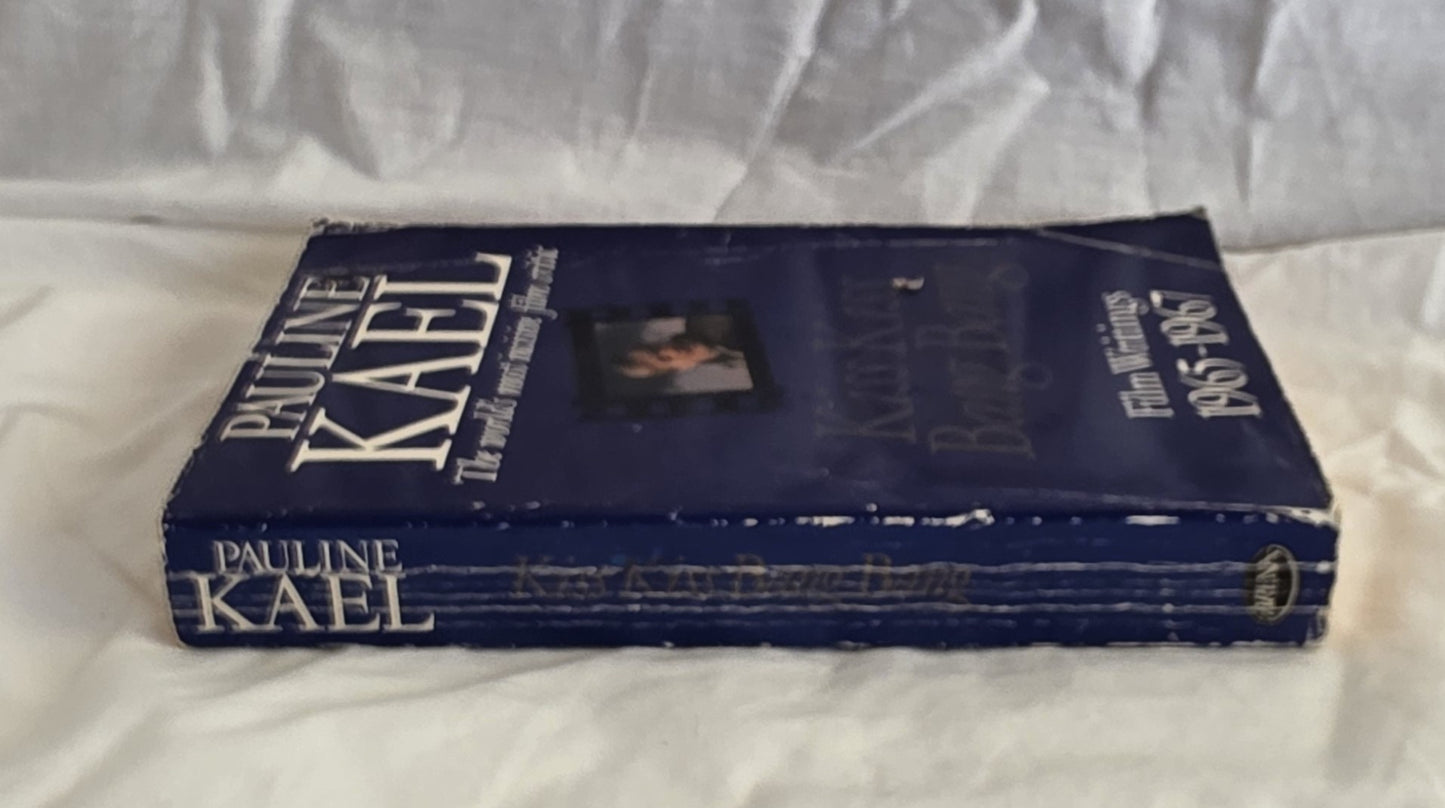 PAULINE
KAEL
The world's most incisive film critic
Kiss Kiss
Bang Bang
Film Writings
1965-1967
PAULINE
KAEL
Kiss Kiss Bang Bang